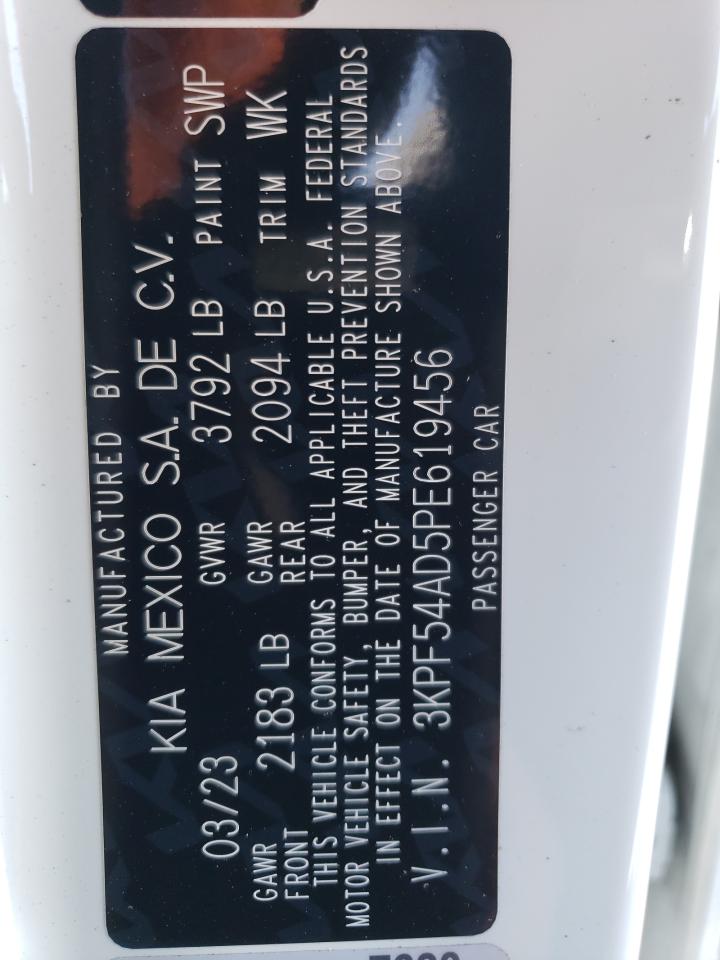 MANUFACTURED BY
KIA MEXICO S.A. DE C.V.
03/23 GVWR 3792 LB PAINT SWP
GAWR FRONT 2183 LB GAWR REAR 2094 LB TRIM WK
THIS VEHICLE CONFORMS TO ALL APPLICABLE U.S.A. FEDERAL
MOTOR VEHICLE SAFETY, BUMPER, AND THEFT PREVENTION STANDARDS
IN EFFECT ON THE DATE OF MANUFACTURE SHOWN ABOVE.
V.I.N. 3KPF54AD5PE619456
PASSENGER CAR